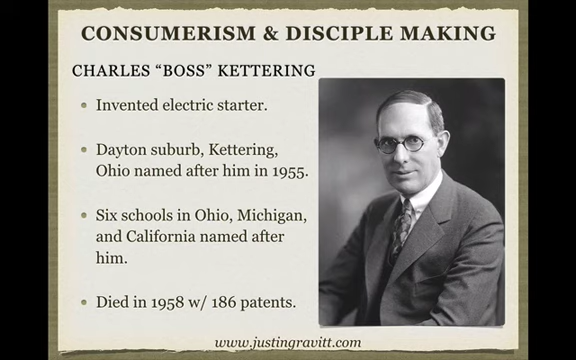 CONSUMERISM & DISCIPLE MAKING
CHARLES “BOSS” KETTERING
Invented electric starter.
Dayton suburb, Kettering,
Ohio named after him in 1955.
Six schools in Ohio, Michigan,
and California named after
him.
Died in 1958 w/ 186 patents.
www.justingravitt.com